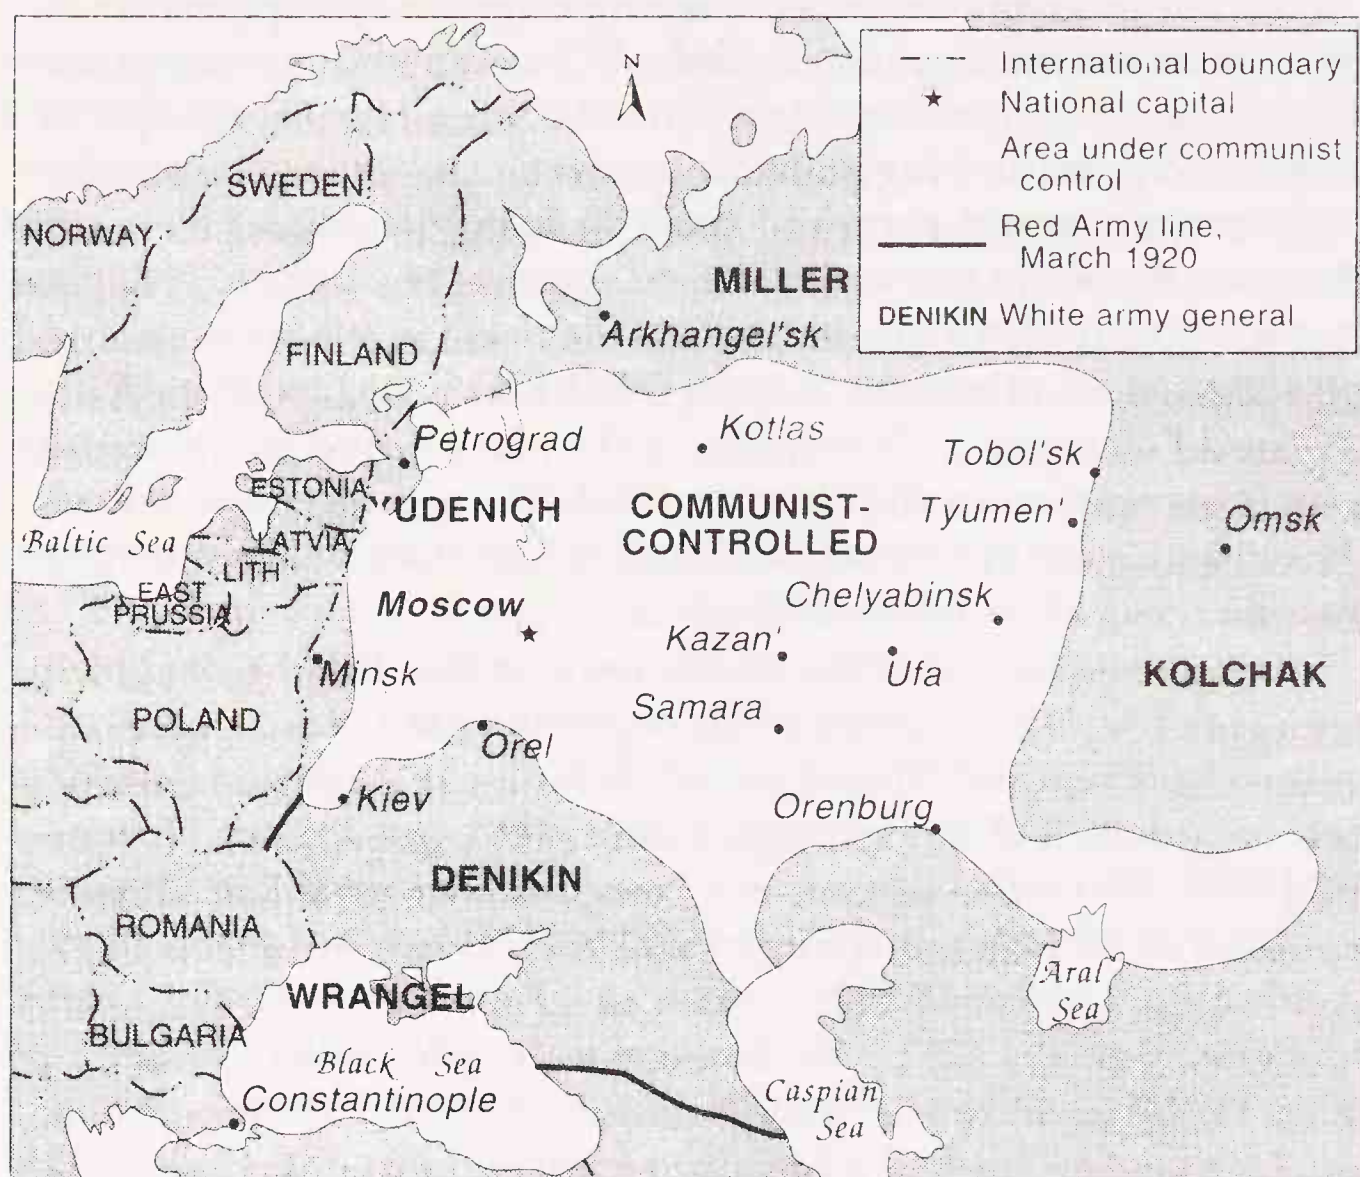 N
International boundary
National capital
Area under communist
control
Red Army line,
March 1920
DENIKIN White army general
SWEDEN
NORWAY
MILLER
Arkhangel'sk
FINLAND
Petrograd
Kotlas
Tobol'sk
ESTONIA
YUDENICH
COMMUNIST-
CONTROLLED
Tyumen'
Omsk
Baltic Sea
LATVIA
LITH
EAST
PRUSSIA
Moscow
Chelyabinsk
Kazan'
Ufa
Minsk
KOLCHAK
POLAND
Samara
Orel
Kiev
Orenburg
DENIKIN
ROMANIA
Aral
Sea
WRANGEL
BULGARIA
Black Sea
Constantinople
Caspian
Sea